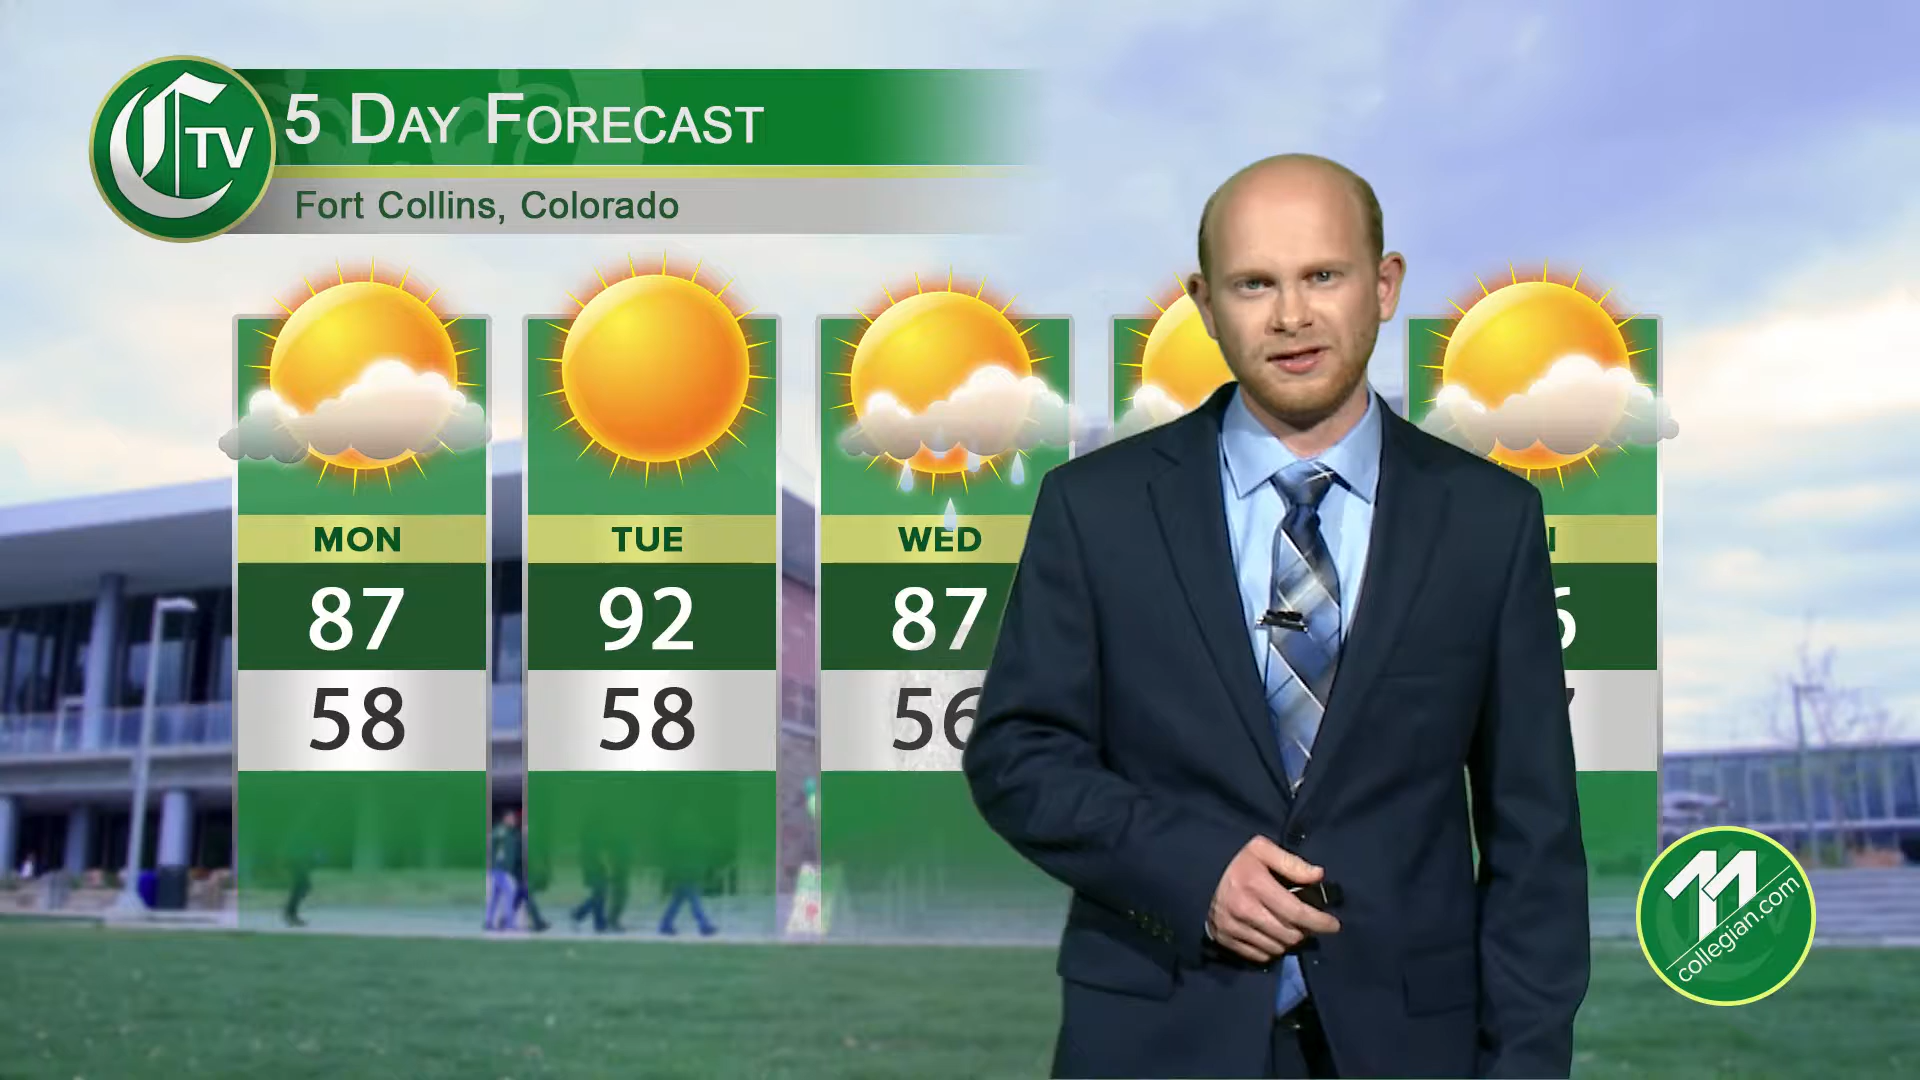 CTV
5 DAY FORECAST
Fort Collins, Colorado
MON
TUE
WED
87
92
87
58
58
56
11
collegian.com